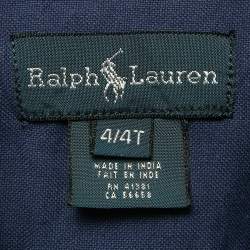 Ralph Lauren
4/4T
MADE IN INDIA
FAIT EN INDE
RN 41381
CA 56658